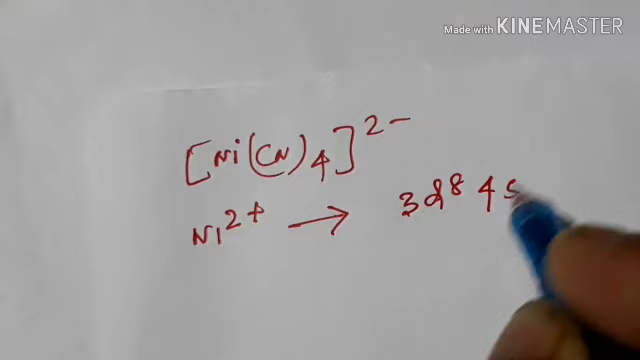 Made with KINEMASTER
[Ni(CN)4]2-
Ni2+ → 3d8 4s